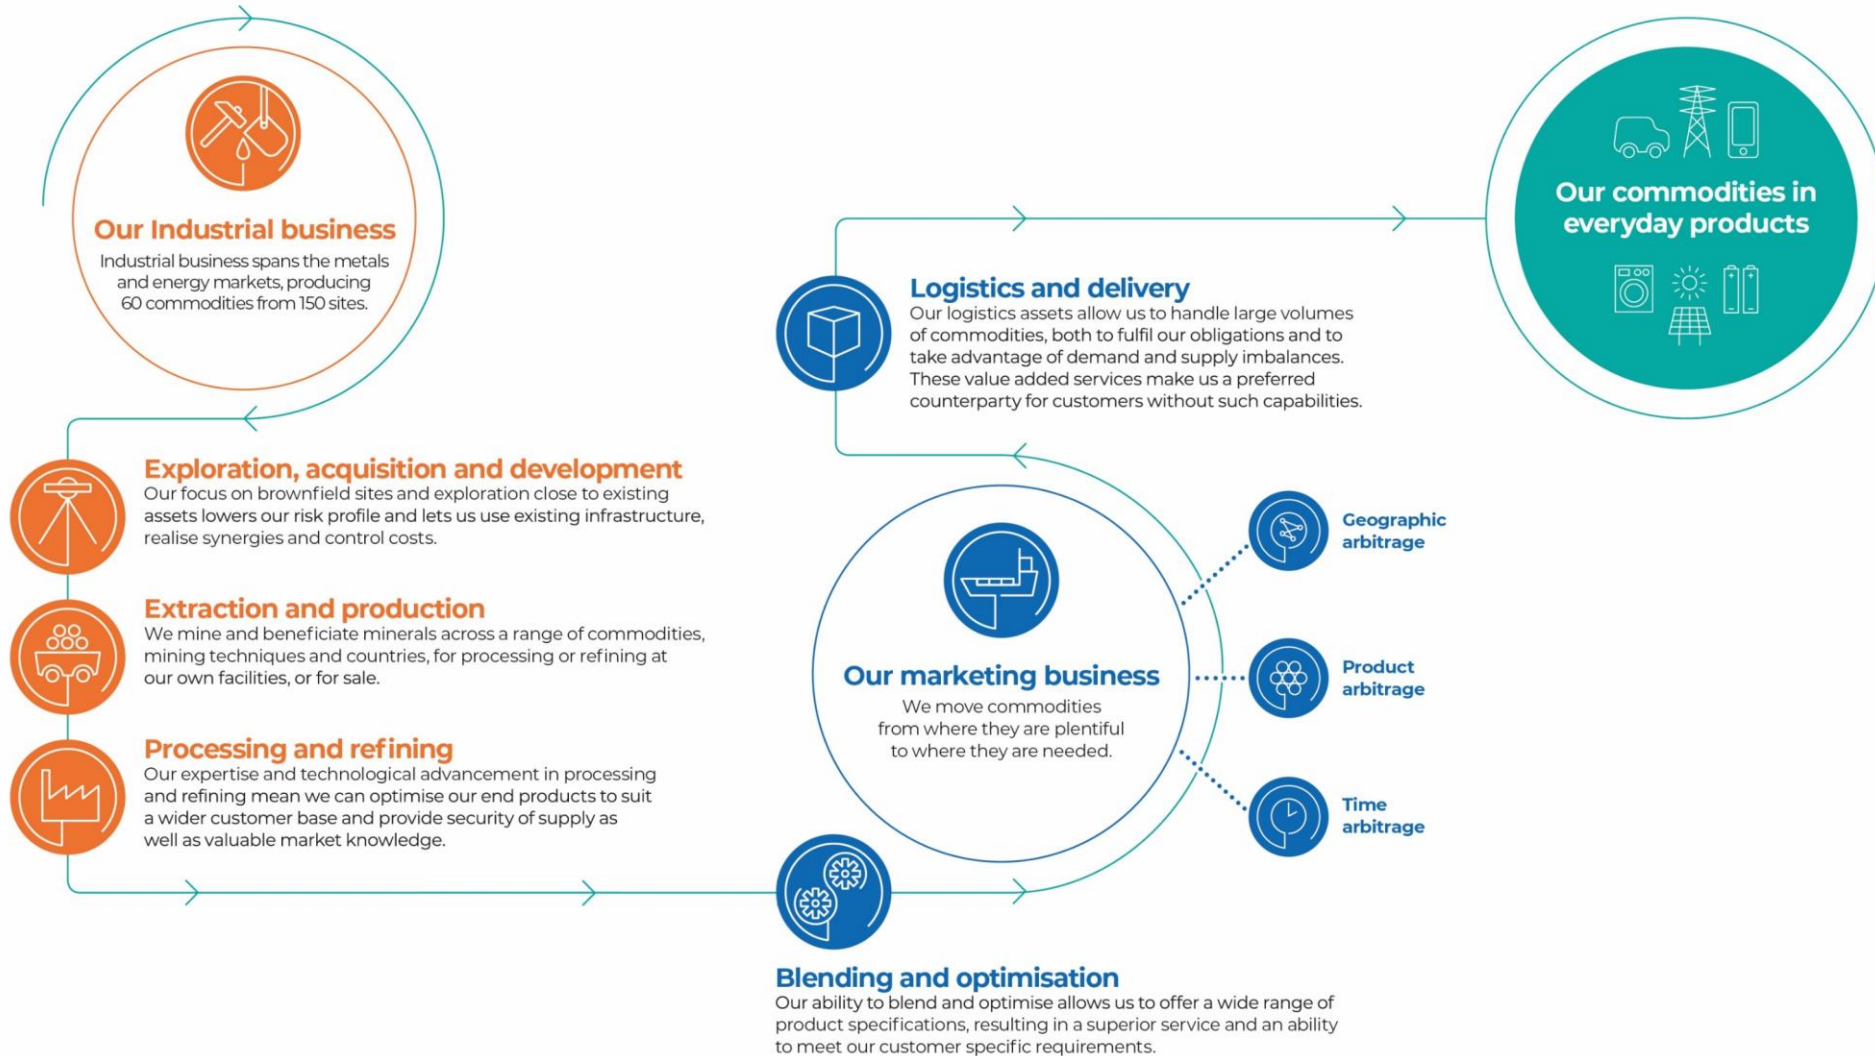 Our Industrial business
Industrial business spans the metals
and energy markets, producing
60 commodities from 150 sites.
Exploration, acquisition and development
Our focus on brownfield sites and exploration close to existing
assets lowers our risk profile and lets us use existing infrastructure,
realise synergies and control costs.
Extraction and production
We mine and beneficiate minerals across a range of commodities,
mining techniques and countries, for processing or refining at
our own facilities, or for sale.
Processing and refining
Our expertise and technological advancement in processing
and refining mean we can optimise our end products to suit
a wider customer base and provide security of supply as
well as valuable market knowledge.
Blending and optimisation
Our ability to blend and optimise allows us to offer a wide range of
product specifications, resulting in a superior service and an ability
to meet our customer specific requirements.
Our marketing business
We move commodities
from where they are plentiful
to where they are needed.
Geographic
arbitrage
Product
arbitrage
Time
arbitrage
Logistics and delivery
Our logistics assets allow us to handle large volumes
of commodities, both to fulfil our obligations and to
take advantage of demand and supply imbalances.
These value added services make us a preferred
counterparty for customers without such capabilities.
Our commodities in
everyday products